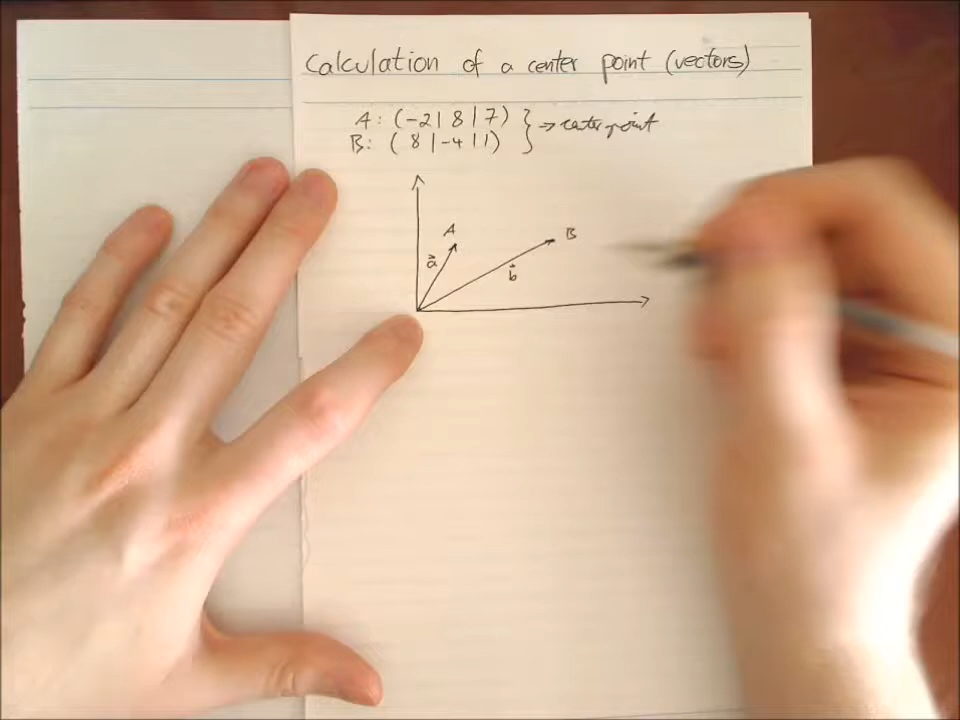 Calculation of a center point (vectors)
A: (-2 | 8 | 7) } → center point
B: ( 8 | -4 | 1)
A
B
a⃗
b⃗